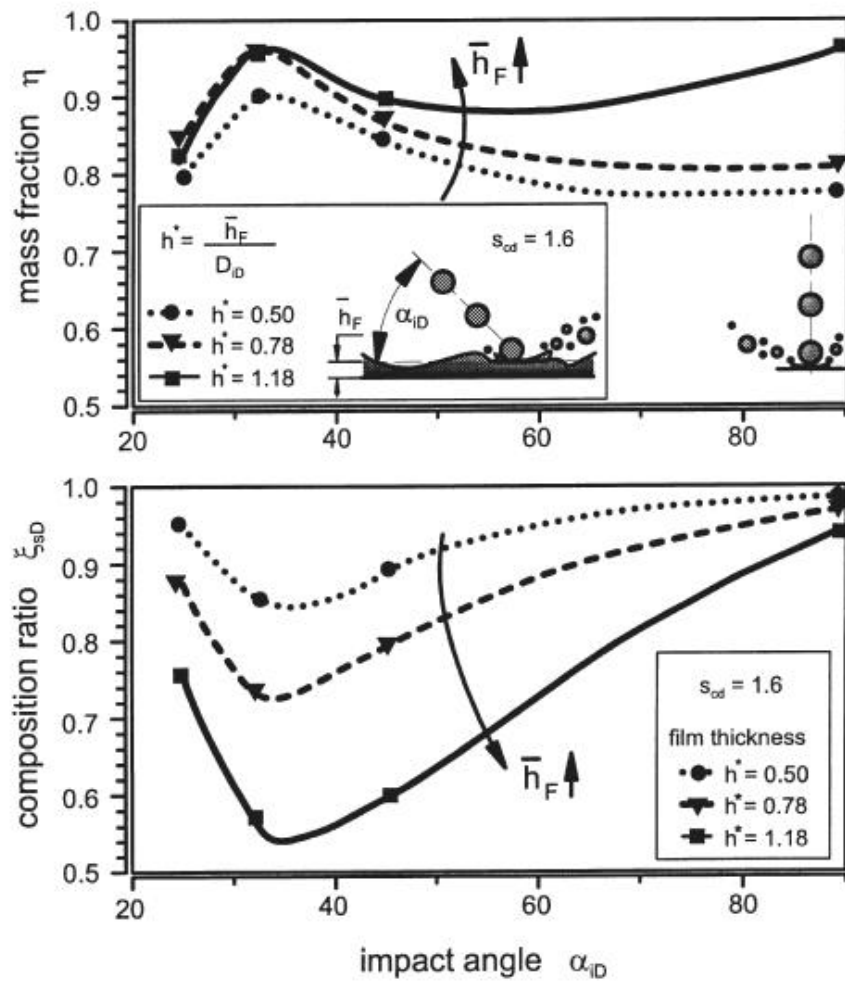 1.0
0.9
0.8
0.7
0.6
0.5
mass fraction η
h̄F
h* = h̄F / DiD
scd = 1.6
h* = 0.50
h* = 0.78
h* = 1.18
h̄F
αiD
20
40
60
80
1.0
0.9
0.8
0.7
0.6
0.5
composition ratio ξsD
h̄F
scd = 1.6
film thickness
h* = 0.50
h* = 0.78
h* = 1.18
20
40
60
80
impact angle αiD